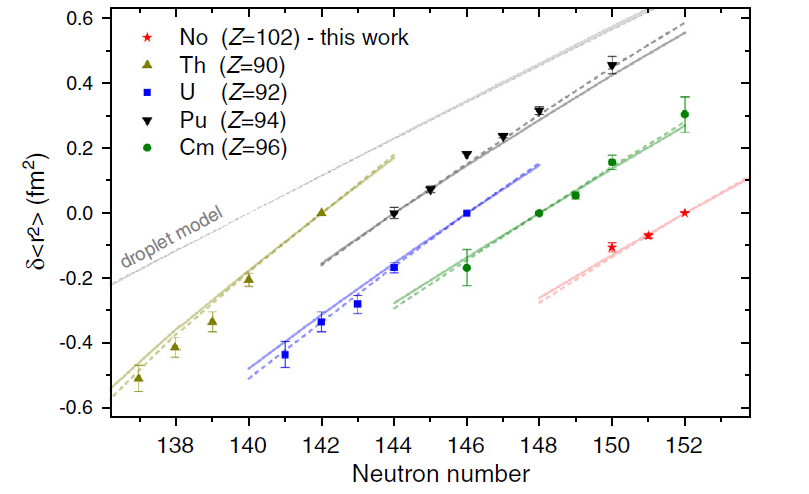 0.6
0.4
0.2
0.0
-0.2
-0.4
-0.6
δ<r²> (fm²)
No (Z=102) - this work
Th (Z=90)
U (Z=92)
Pu (Z=94)
Cm (Z=96)
droplet model
138 140 142 144 146 148 150 152
Neutron number